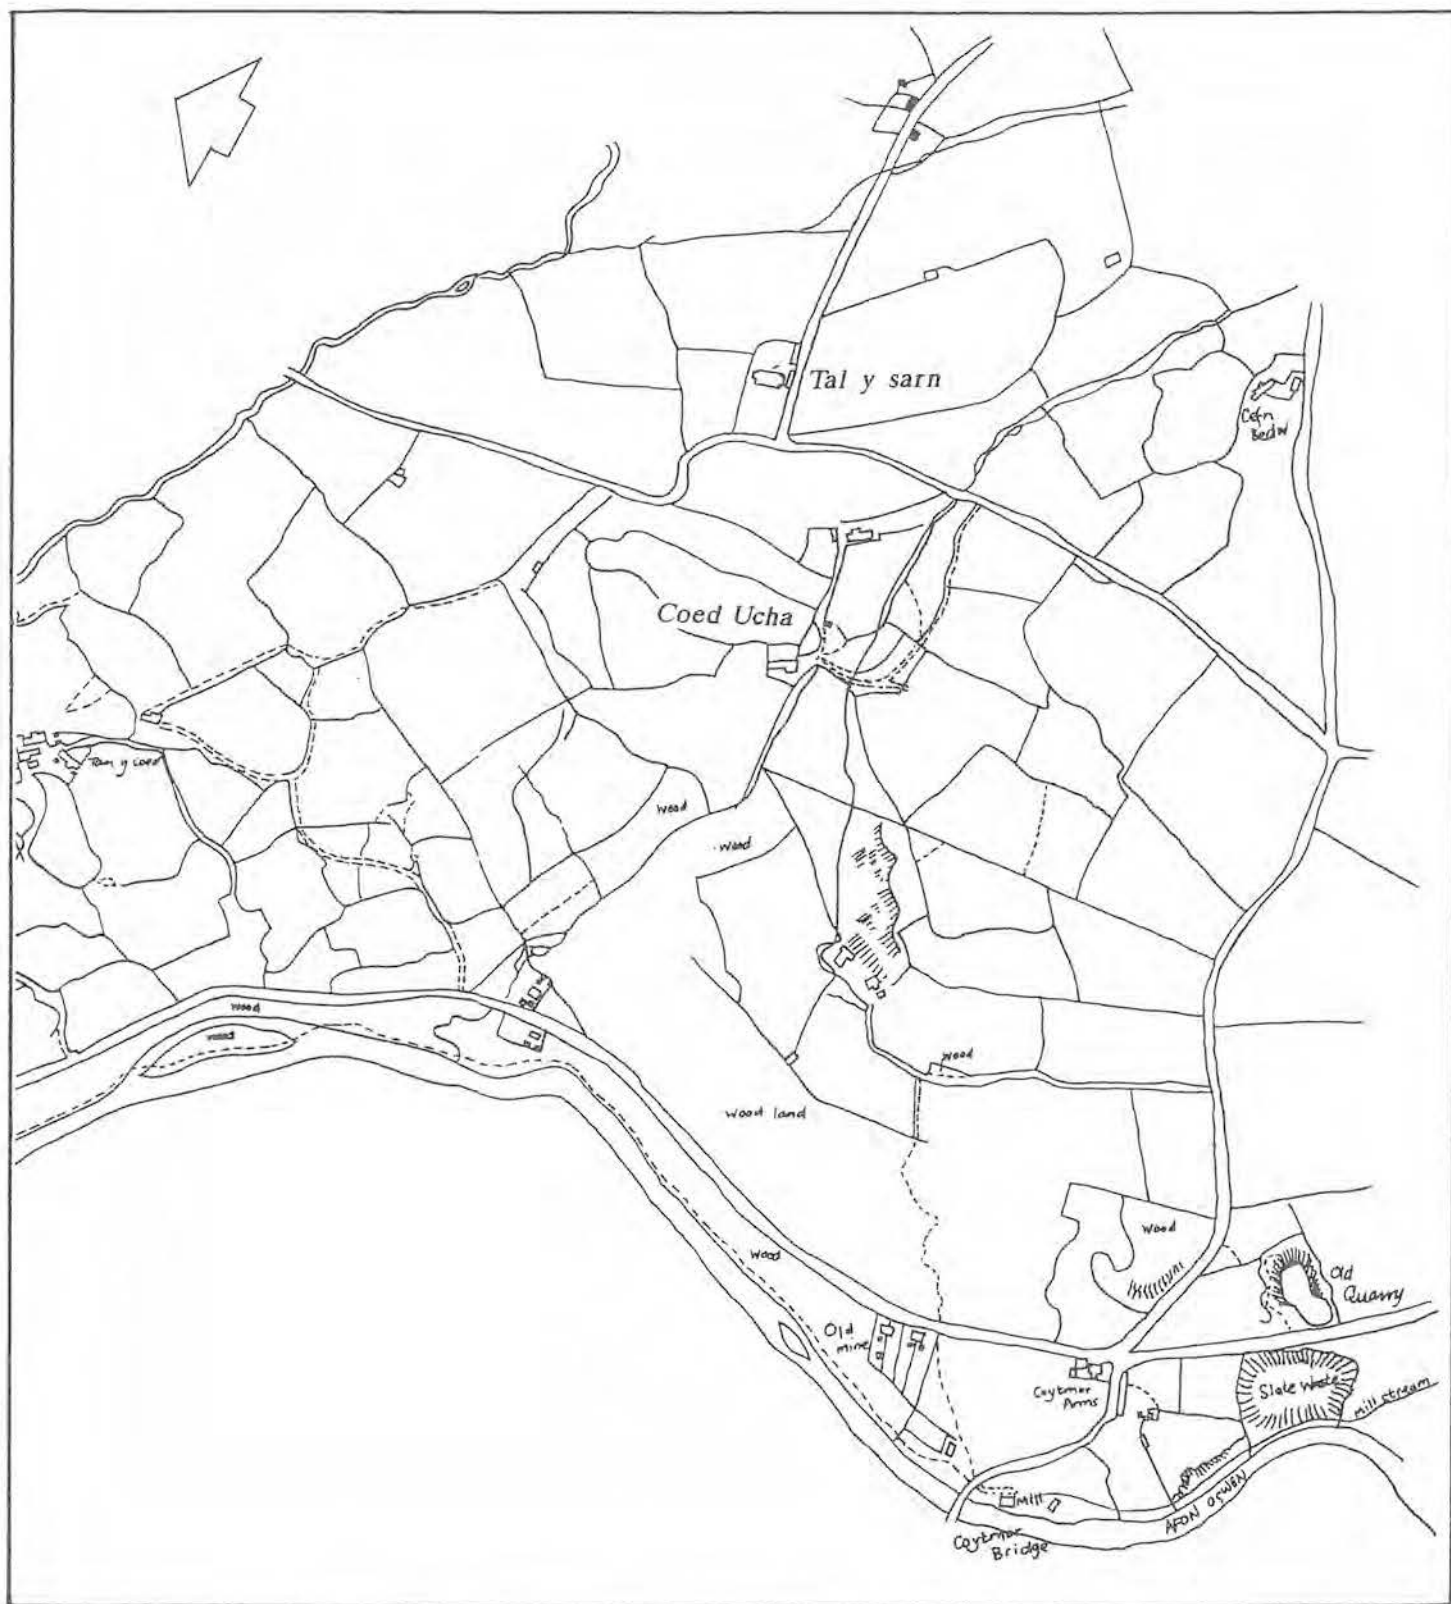 Tal y sarn
Cefn
Bedw
Coed Ucha
Tan y Coed
Wood
Wood
Wood
Wood
Wood
Wood land
Wood
Wood
Old
Quarry
Old
mine
Coytmor
Arms
Slate Waste
Mill stream
Mill
AFON OGWEN
Coytmor
Bridge